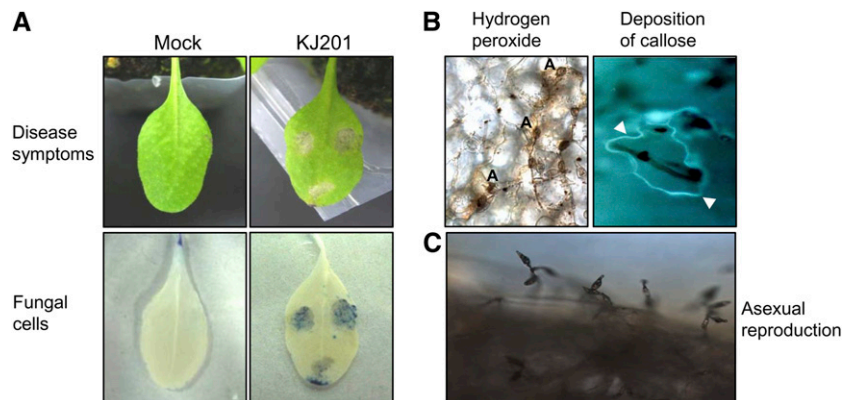 A
Mock
KJ201
Disease
symptoms
Fungal
cells
B
Hydrogen
peroxide
Deposition
of callose
A
A
A
C
Asexual
reproduction